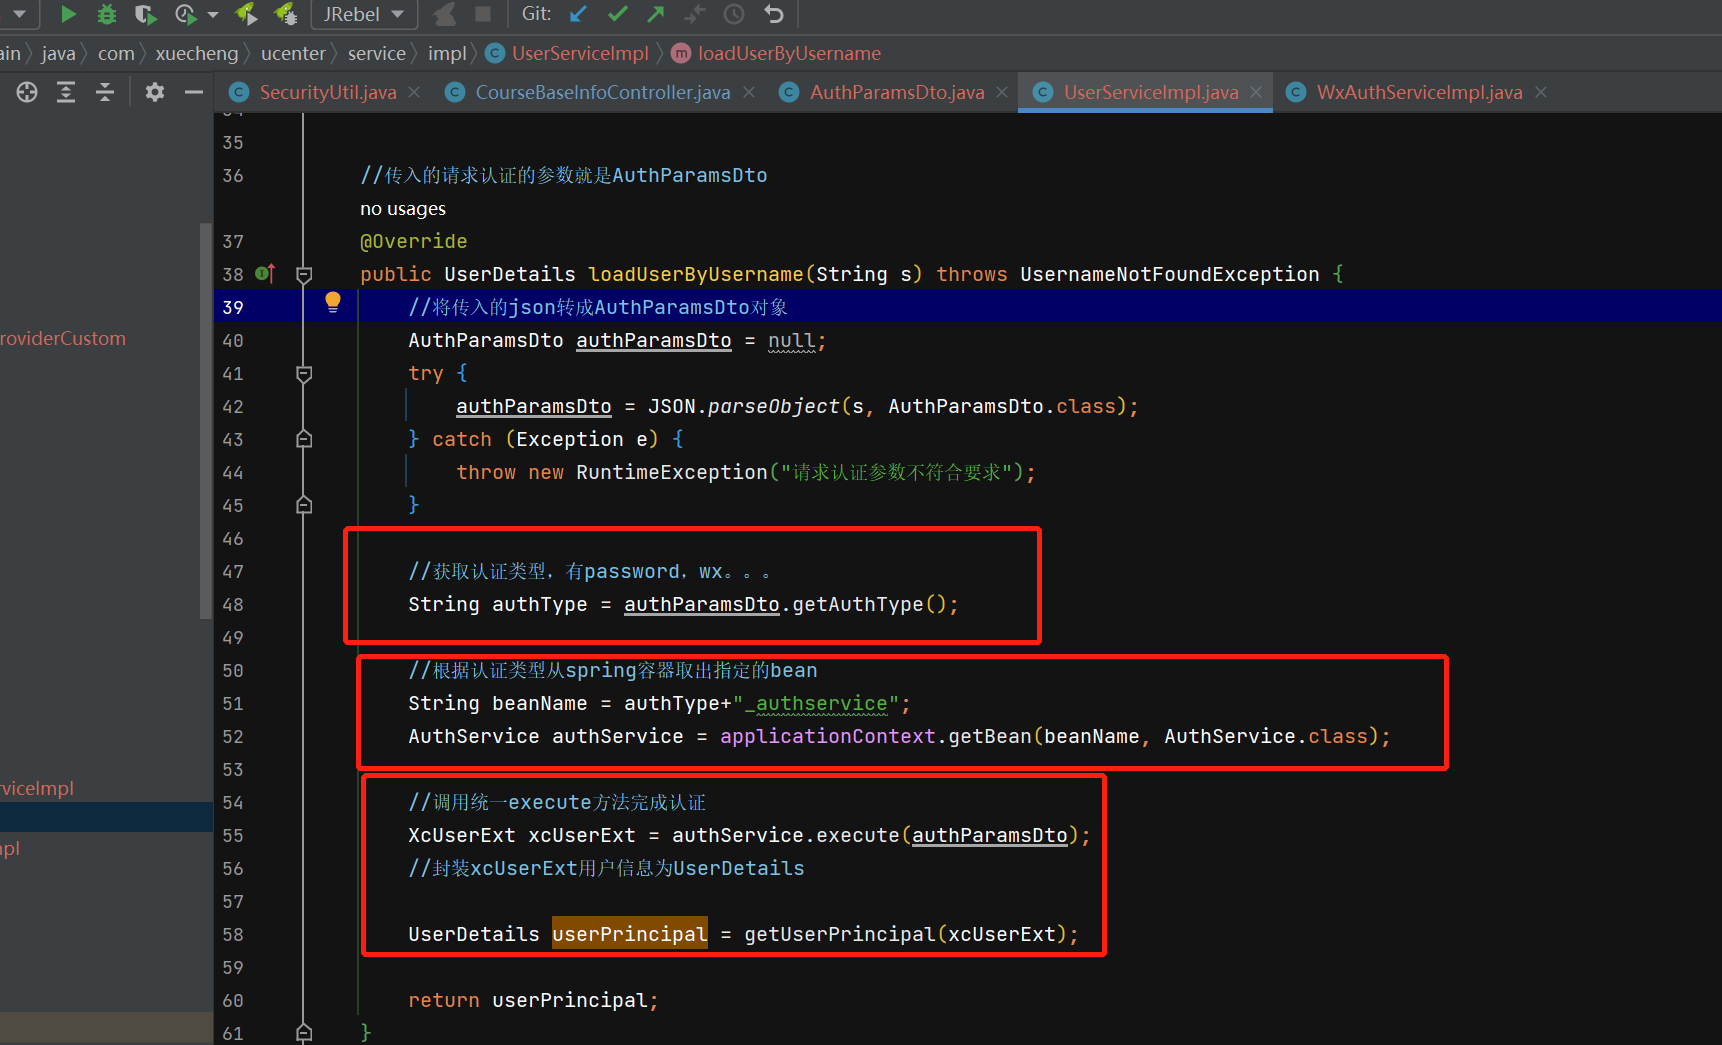 JRebel Git:
ain java com xuecheng ucenter service impl UserServiceImpl loadUserByUsername
SecurityUtil.java CourseBaseInfoController.java AuthParamsDto.java UserServiceImpl.java WxAuthServiceImpl.java
35
36 //传入的请求认证的参数就是AuthParamsDto
no usages
37 @Override
38 public UserDetails loadUserByUsername(String s) throws UsernameNotFoundException {
39 //将传入的json转成AuthParamsDto对象
roviderCustom
40 AuthParamsDto authParamsDto = null;
41 try {
42 authParamsDto = JSON.parseObject(s, AuthParamsDto.class);
43 } catch (Exception e) {
44 throw new RuntimeException("请求认证参数不符合要求");
45 }
46
47 //获取认证类型，有password，wx。。。
48 String authType = authParamsDto.getAuthType();
49
50 //根据认证类型从spring容器取出指定的bean
51 String beanName = authType+"_authservice";
52 AuthService authService = applicationContext.getBean(beanName, AuthService.class);
53
rviceImpl
54 //调用统一execute方法完成认证
55 XcUserExt xcUserExt = authService.execute(authParamsDto);
mpl
56 //封装xcUserExt用户信息为UserDetails
57
58 UserDetails userPrincipal = getUserPrincipal(xcUserExt);
59
60 return userPrincipal;
61 }